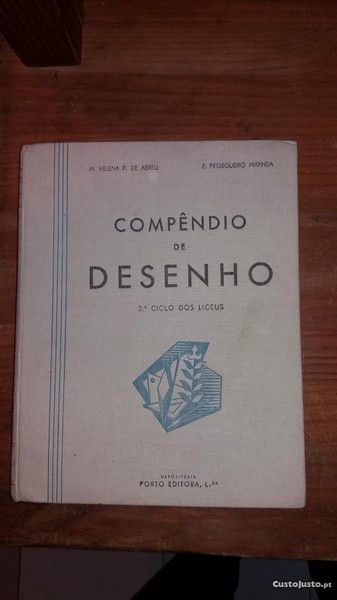 M. HELENA P. DE ABREU
F. PESSEGUEIRO MIRANDA
COMPÊNDIO
DE
DESENHO
2.º CICLO DOS LICEUS
DEPOSITÁRIA
PORTO EDITORA, L.DA
CustoJusto.pt